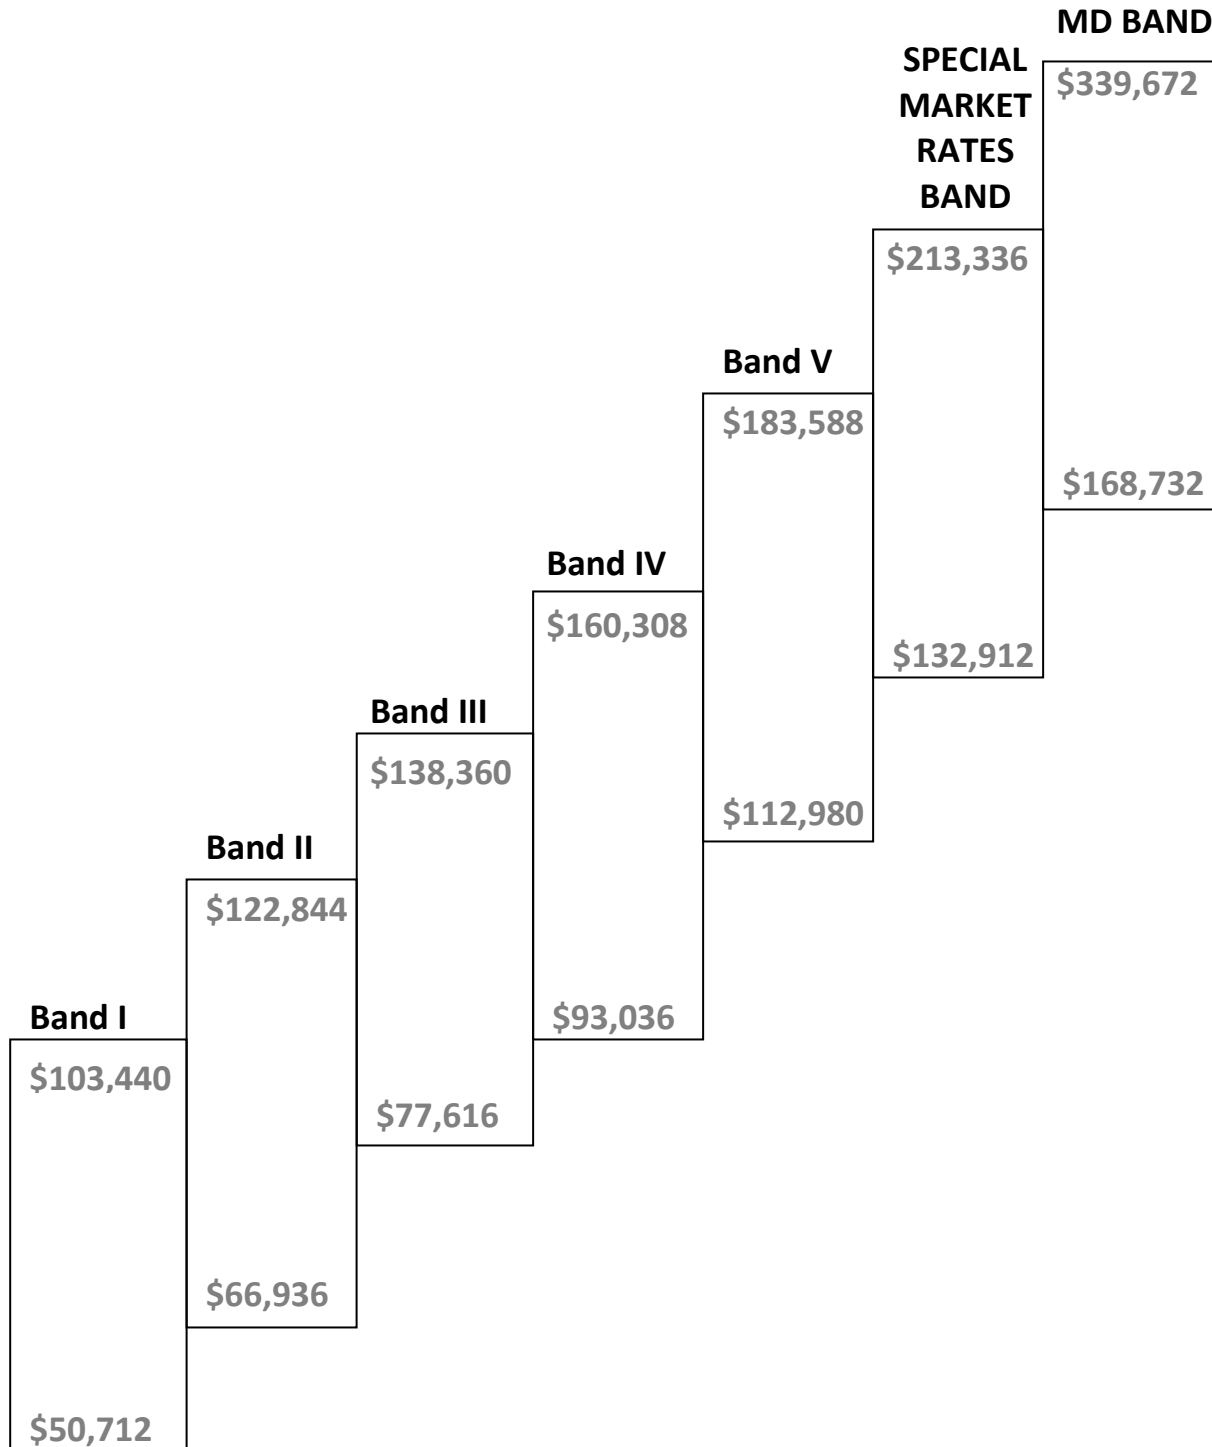 MD BAND
$339,672
$168,732
SPECIAL
MARKET
RATES
BAND
$213,336
$132,912
Band V
$183,588
$112,980
Band IV
$160,308
$93,036
Band III
$138,360
$77,616
Band II
$122,844
$66,936
Band I
$103,440
$50,712